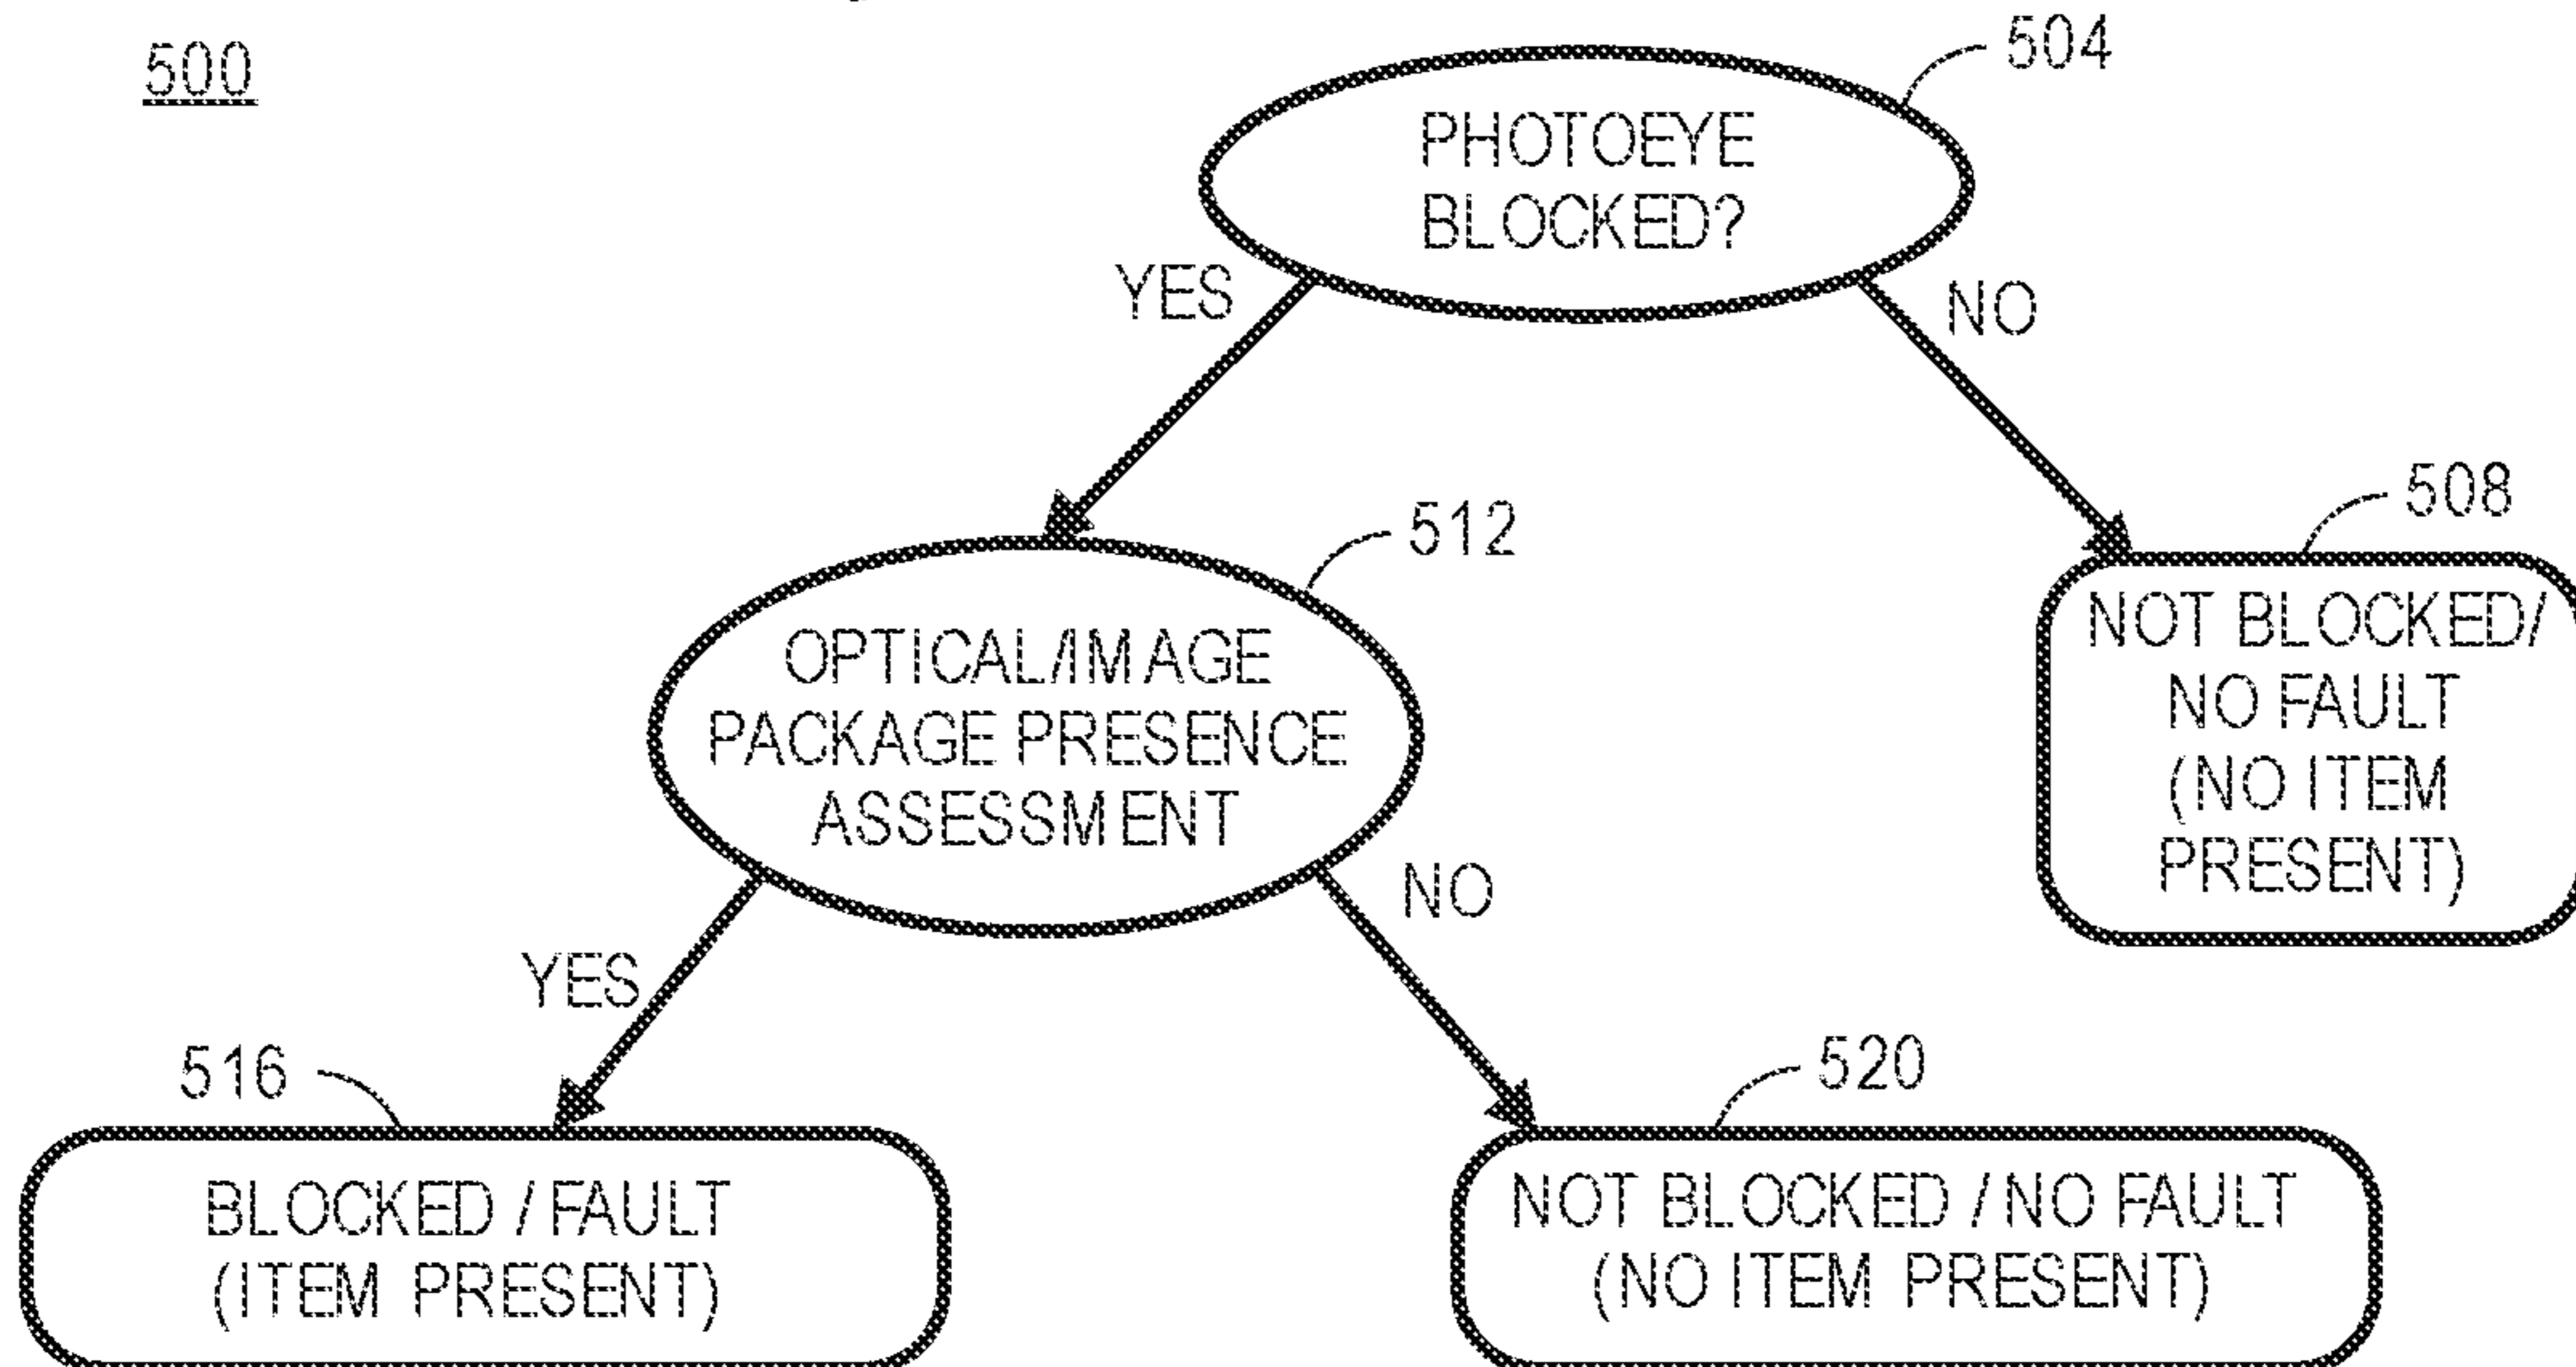 500
504
PHOTOEYE
BLOCKED?
YES
NO
508
512
NOT BLOCKED/
NO FAULT
(NO ITEM
PRESENT)
OPTICAL/IMAGE
PACKAGE PRESENCE
ASSESSMENT
NO
YES
516
520
BLOCKED / FAULT
(ITEM PRESENT)
NOT BLOCKED / NO FAULT
(NO ITEM PRESENT)